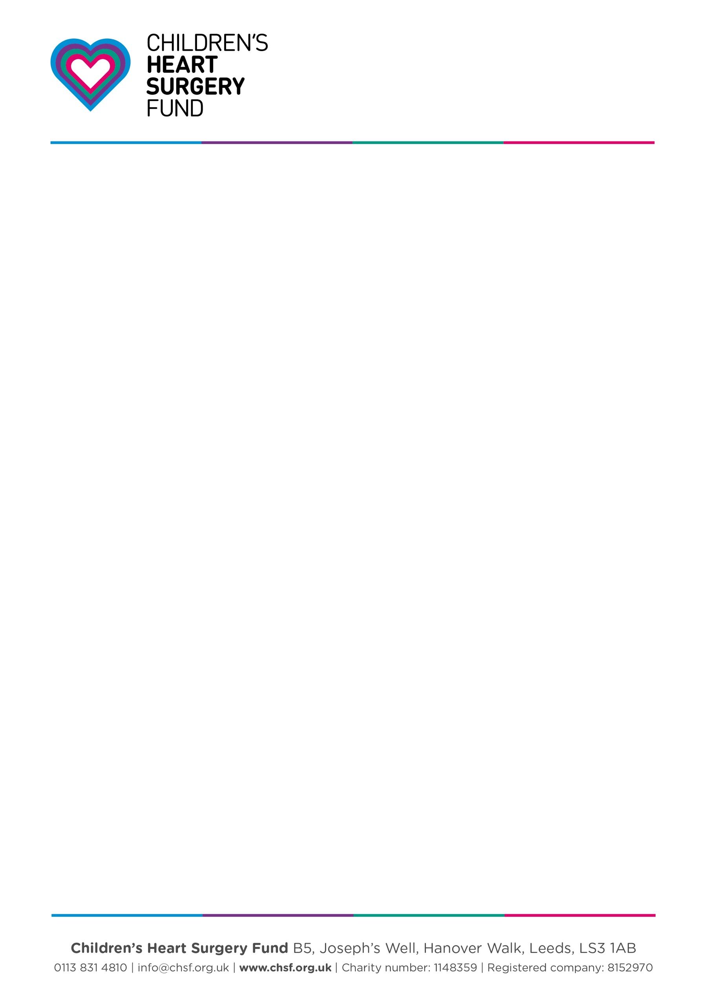 CHILDREN'S
HEART
SURGERY
FUND
Children's Heart Surgery Fund B5, Joseph's Well, Hanover Walk, Leeds, LS3 1AB
0113 831 4810 | info@chsf.org.uk | www.chsf.org.uk | Charity number: 1148359 | Registered company: 8152970